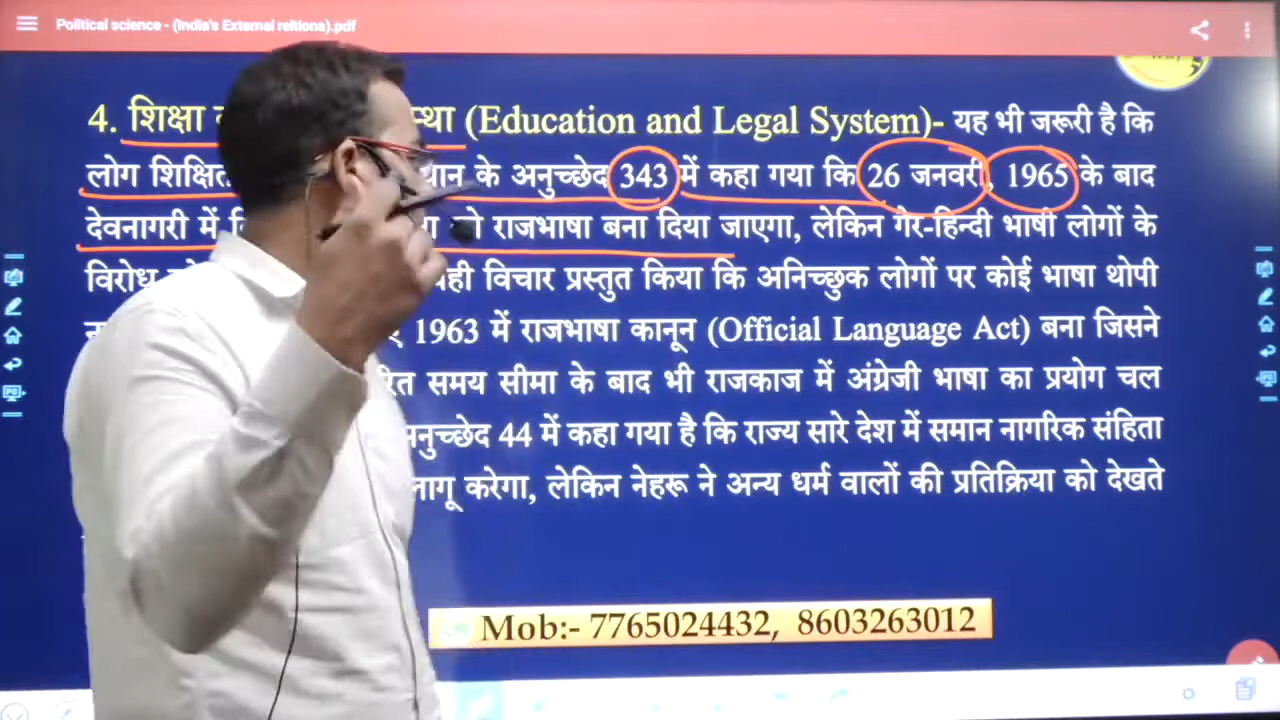 Political science - (India's External reltions).pdf
4. शिक्षा स्था (Education and Legal System)- यह भी जरूरी है कि
लोग शिक्षित के अनुच्छेद 343 में कहा गया कि 26 जनवरी, 1965 के बाद
देवनागरी में राजभाषा बना दिया जाएगा, लेकिन गैर-हिन्दी भाषी लोगों के
विरोध यही विचार प्रस्तुत किया कि अनिच्छुक लोगों पर कोई भाषा थोपी
1963 में राजभाषा कानून (Official Language Act) बना जिसने
समय सीमा के बाद भी राजकाज में अंग्रेजी भाषा का प्रयोग चल
अनुच्छेद 44 में कहा गया है कि राज्य सारे देश में समान नागरिक संहिता
लागू करेगा, लेकिन नेहरू ने अन्य धर्म वालों की प्रतिक्रिया को देखते
Mob:- 7765024432, 8603263012